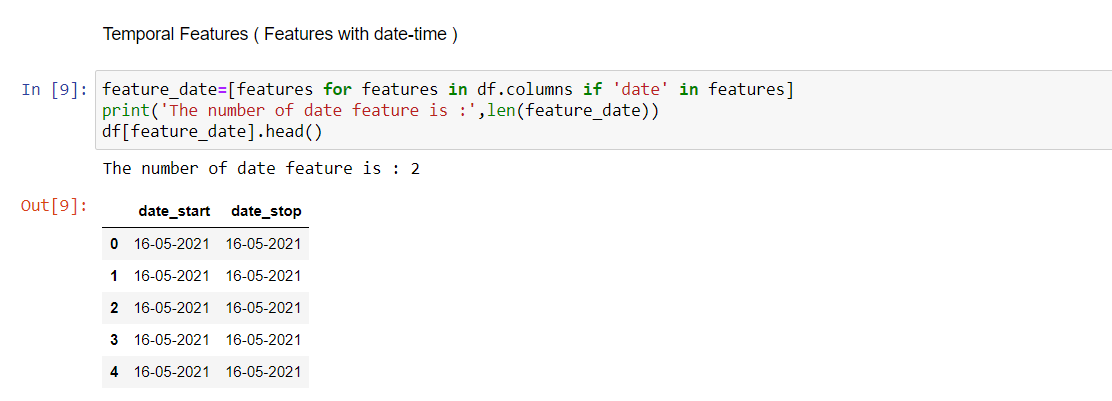 Temporal Features ( Features with date-time )
In [9]: feature_date=[features for features in df.columns if 'date' in features]
print('The number of date feature is :',len(feature_date))
df[feature_date].head()
The number of date feature is : 2
Out[9]:
date_start date_stop
0 16-05-2021 16-05-2021
1 16-05-2021 16-05-2021
2 16-05-2021 16-05-2021
3 16-05-2021 16-05-2021
4 16-05-2021 16-05-2021